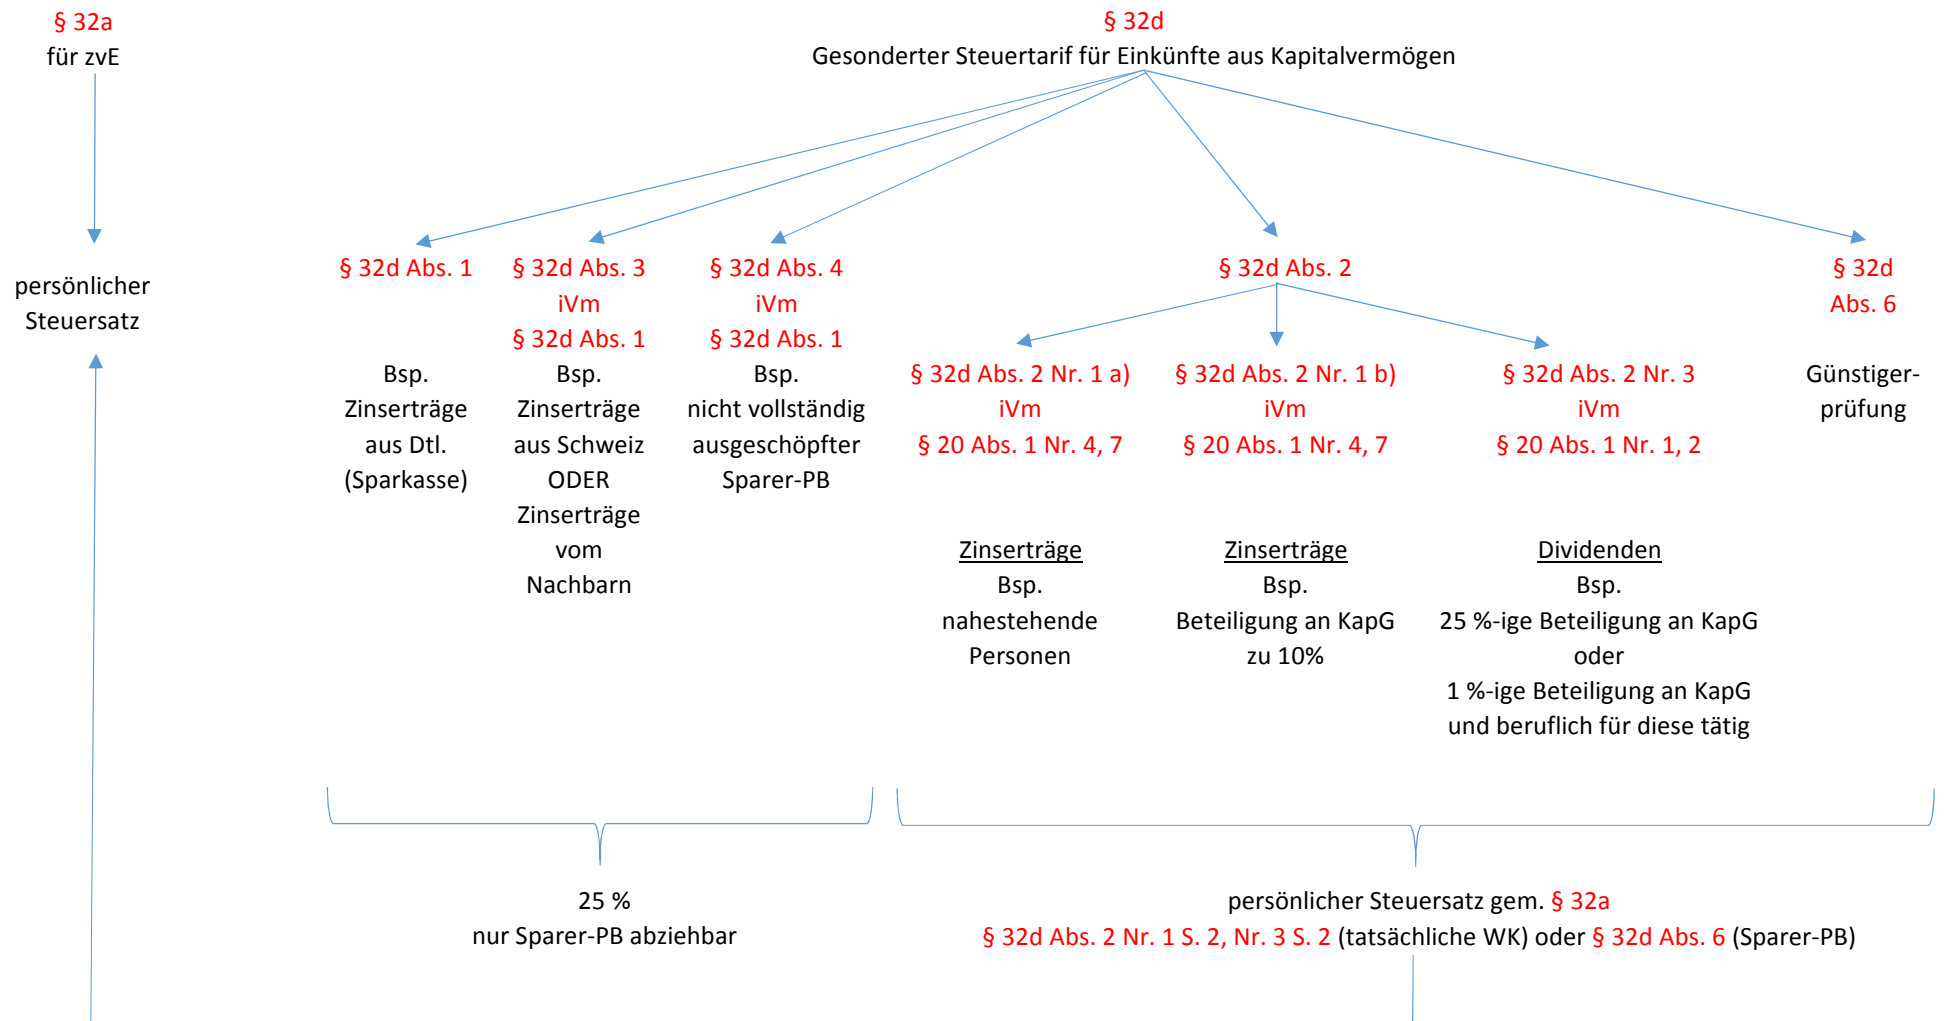 § 32a
für zvE
persönlicher
Steuersatz
§ 32d
Gesonderter Steuertarif für Einkünfte aus Kapitalvermögen
§ 32d Abs. 1
Bsp.
Zinserträge
aus Dtl.
(Sparkasse)
§ 32d Abs. 3
iVm
§ 32d Abs. 1
Bsp.
Zinserträge
aus Schweiz
ODER
Zinserträge
vom
Nachbarn
§ 32d Abs. 4
iVm
§ 32d Abs. 1
Bsp.
nicht vollständig
ausgeschöpfter
Sparer-PB
§ 32d Abs. 2
§ 32d Abs. 2 Nr. 1 a)
iVm
§ 20 Abs. 1 Nr. 4, 7
Zinserträge
Bsp.
nahestehende
Personen
§ 32d Abs. 2 Nr. 1 b)
iVm
§ 20 Abs. 1 Nr. 4, 7
Zinserträge
Bsp.
Beteiligung an KapG
zu 10%
§ 32d Abs. 2 Nr. 3
iVm
§ 20 Abs. 1 Nr. 1, 2
Dividenden
Bsp.
25 %-ige Beteiligung an KapG
oder
1 %-ige Beteiligung an KapG
und beruflich für diese tätig
§ 32d
Abs. 6
Günstiger-
prüfung
25 %
nur Sparer-PB abziehbar
persönlicher Steuersatz gem. § 32a
§ 32d Abs. 2 Nr. 1 S. 2, Nr. 3 S. 2 (tatsächliche WK) oder § 32d Abs. 6 (Sparer-PB)